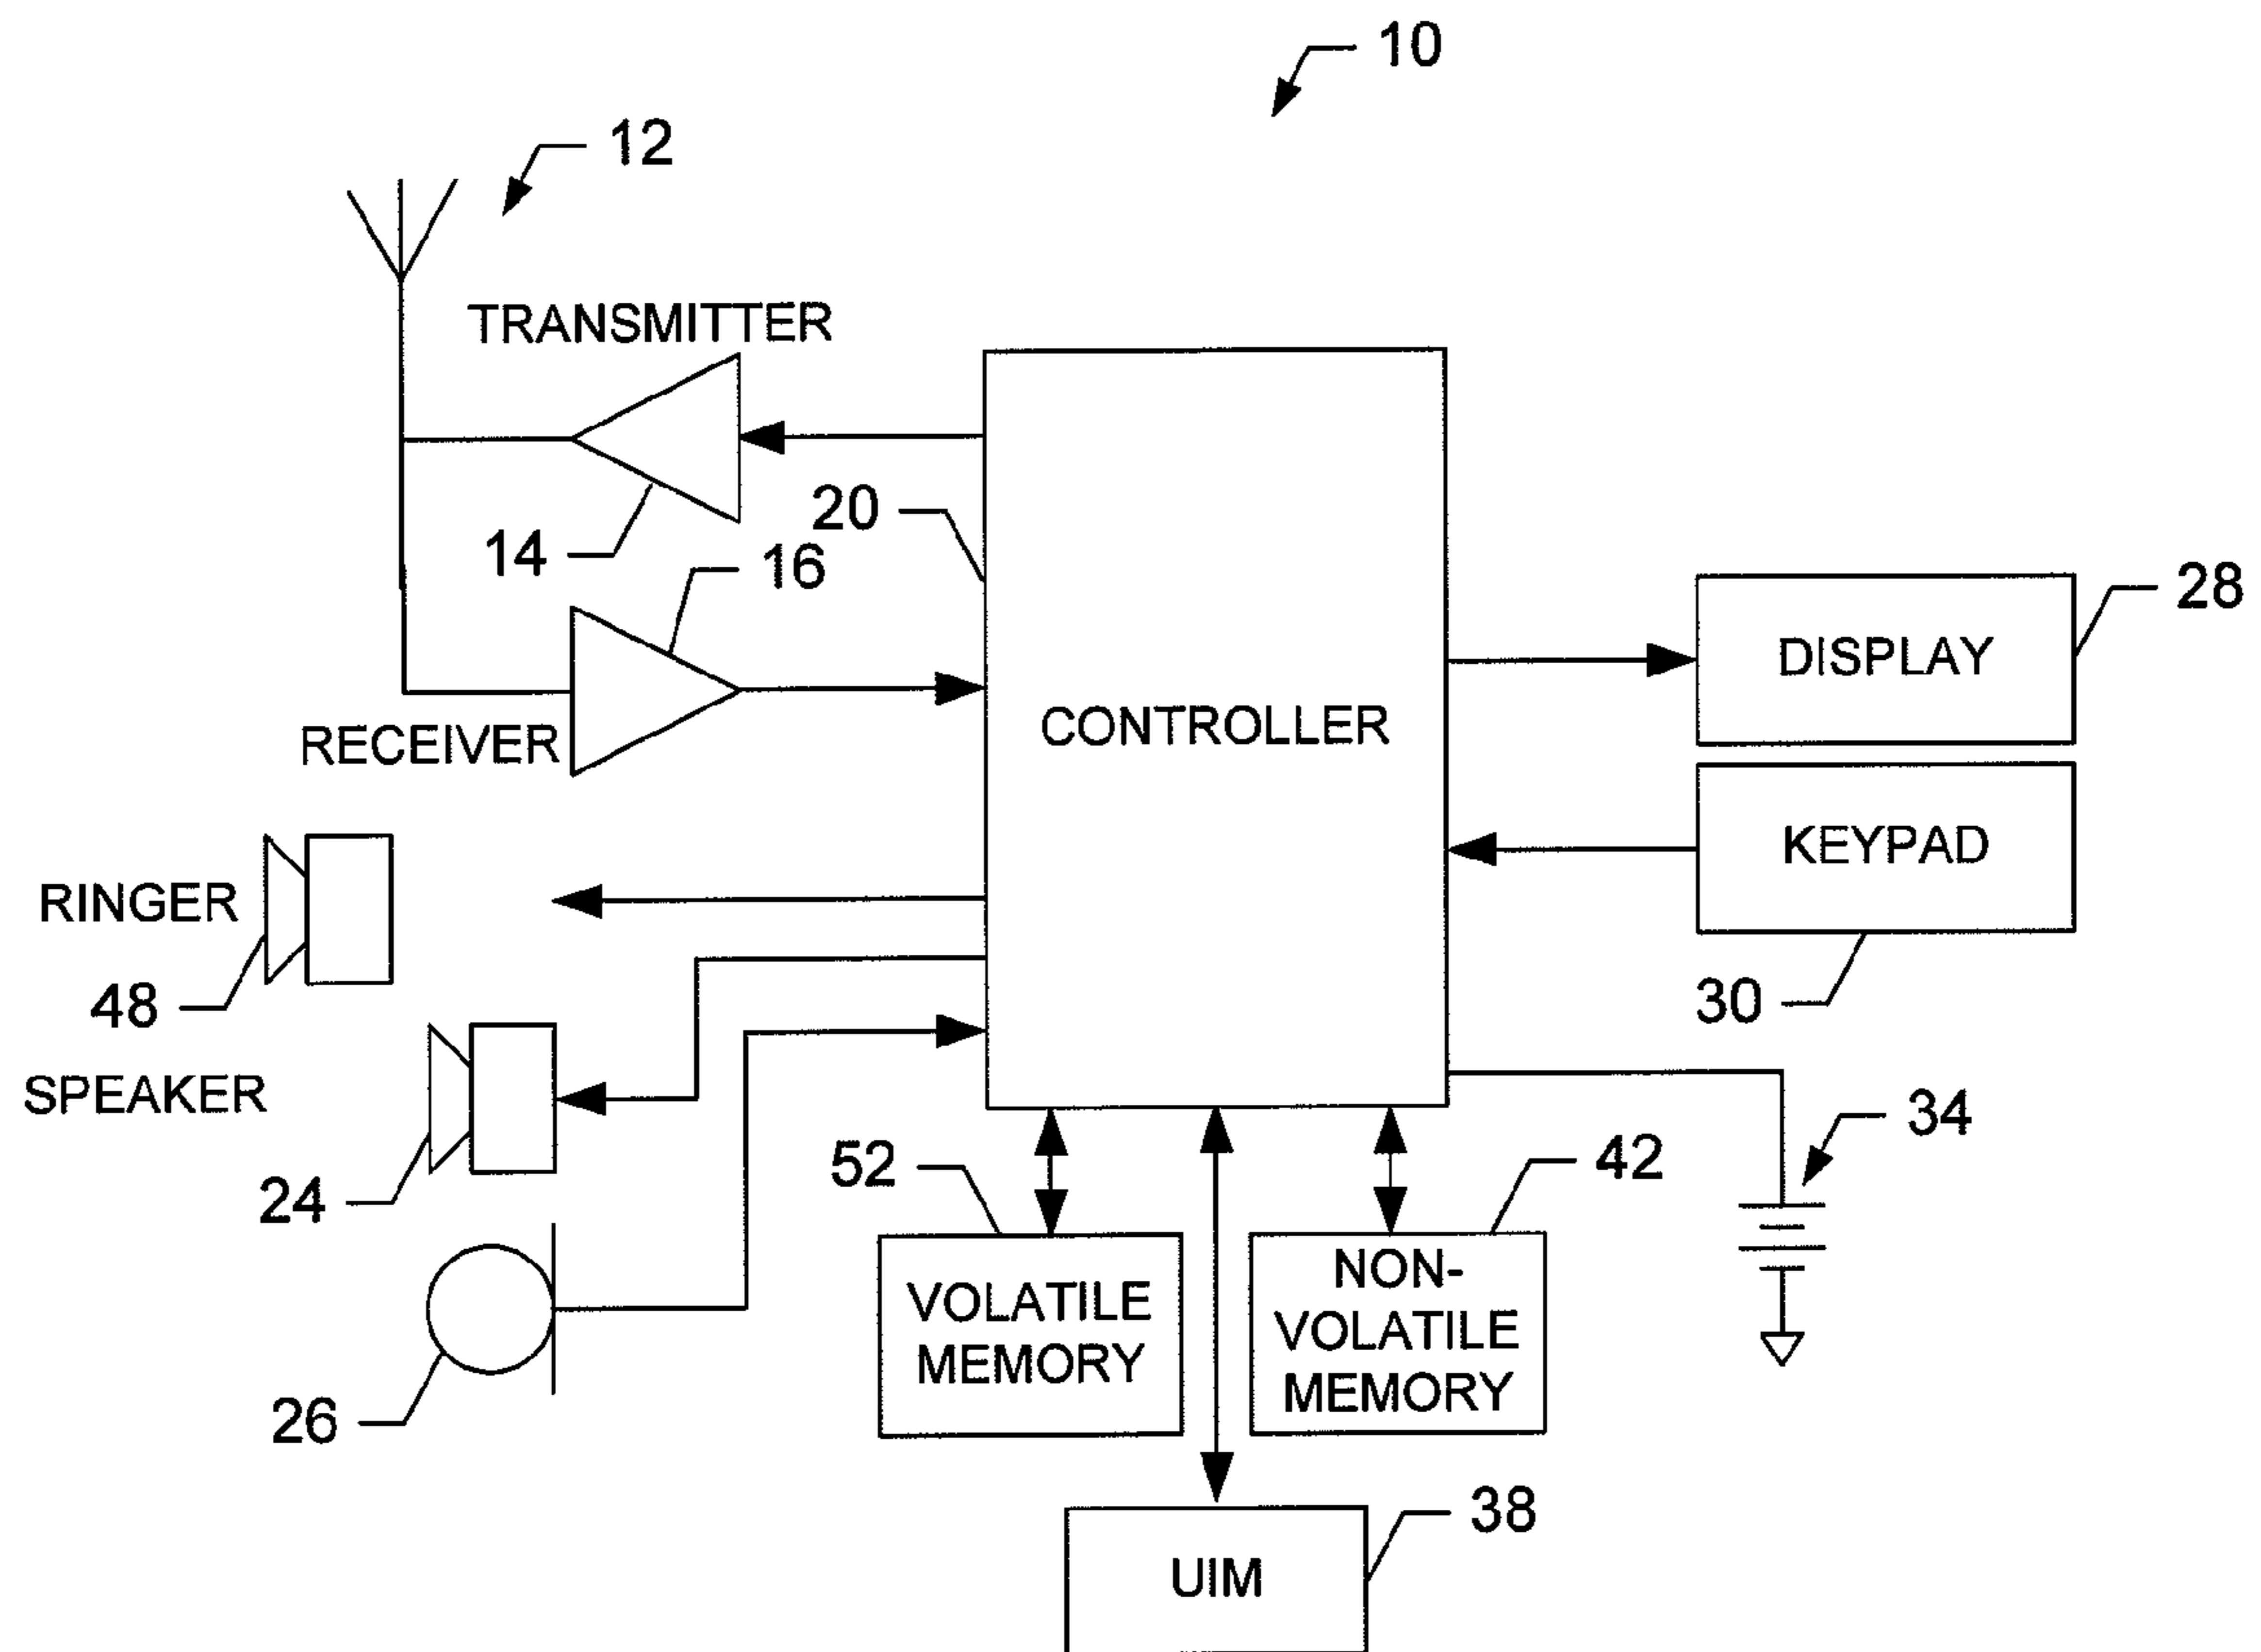 10
12
TRANSMITTER
14
20
16
RECEIVER
CONTROLLER
DISPLAY
28
KEYPAD
30
RINGER
48
SPEAKER
24
26
52
VOLATILE
MEMORY
42
NON-
VOLATILE
MEMORY
34
38
UIM